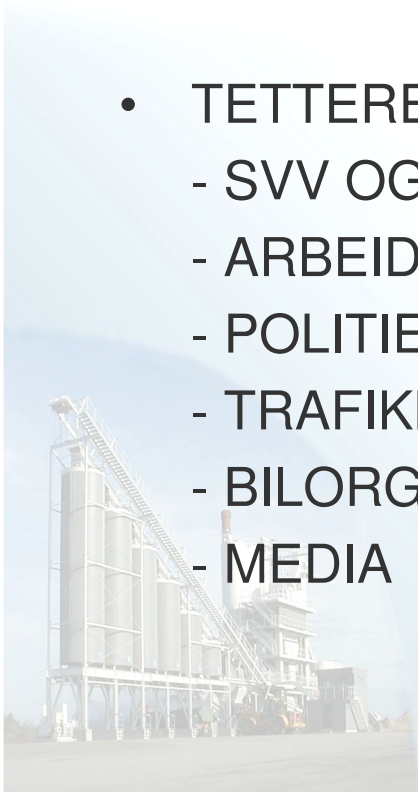 • TETTERE
- SVV OG
- ARBEID
- POLITIE
- TRAFIK
- BILORG
- MEDIA